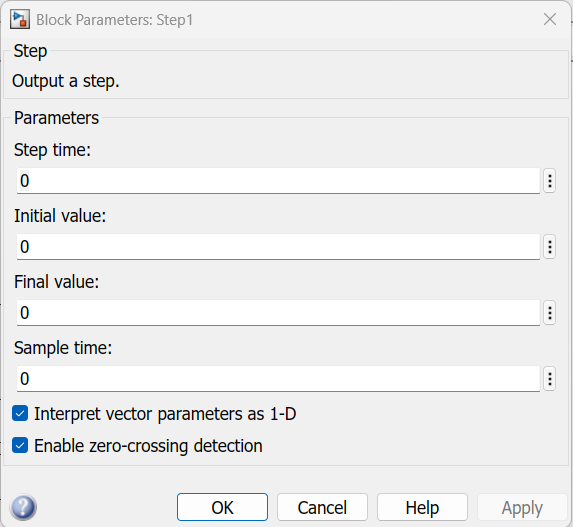 Block Parameters: Step1
Step
Output a step.
Parameters
Step time:
0
Initial value:
0
Final value:
0
Sample time:
0
Interpret vector parameters as 1-D
Enable zero-crossing detection
? OK Cancel Help Apply